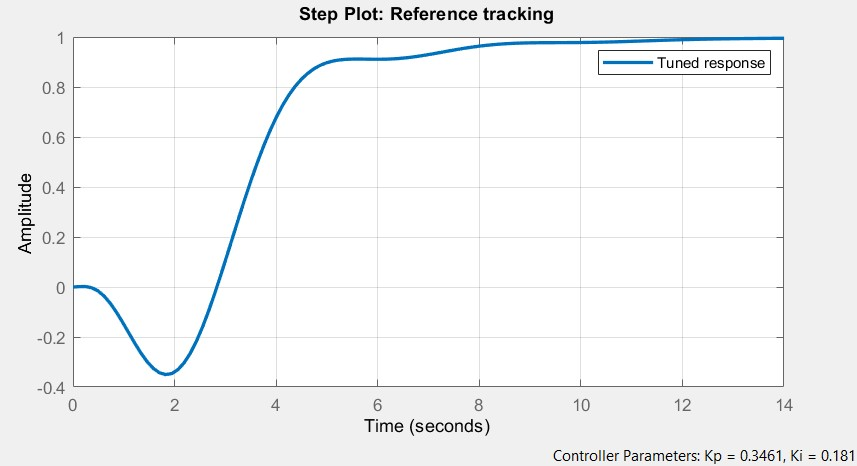 Step Plot: Reference tracking
1
0.8
0.6
0.4
0.2
0
-0.2
-0.4
Amplitude
Tuned response
0 2 4 6 8 10 12 14
Time (seconds)
Controller Parameters: Kp = 0.3461, Ki = 0.181